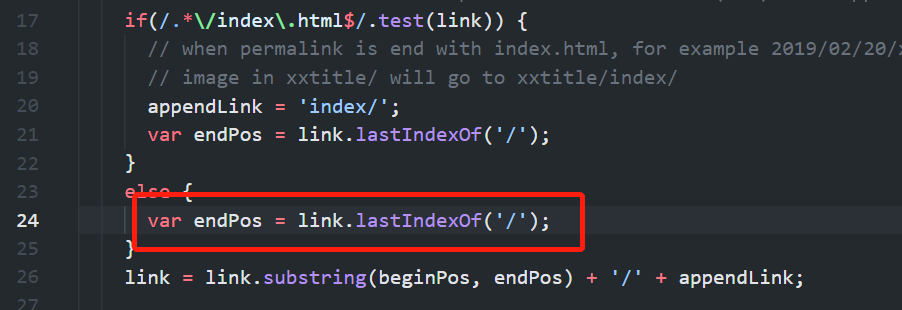 17 if(/.*\/index\.html$/.test(link)) {
18 // when permalink is end with index.html, for example 2019/02/20/
19 // image in xxtitle/ will go to xxtitle/index/
20 appendLink = 'index/';
21 var endPos = link.lastIndexOf('/');
22 }
23 else {
24 var endPos = link.lastIndexOf('/');
25 }
26 link = link.substring(beginPos, endPos) + '/' + appendLink;
27